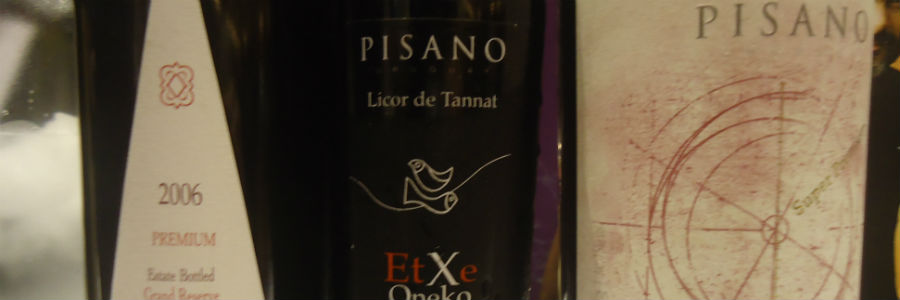 2006
PREMIUM
Estate Bottled
Grand Reserve
PISANO
Licor de Tannat
EtXe
Oneko
PISANO